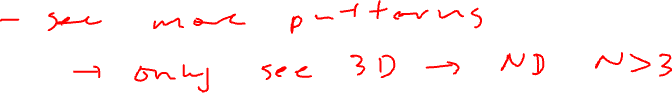 - see more patterns
→ only see 3D → ND N>3